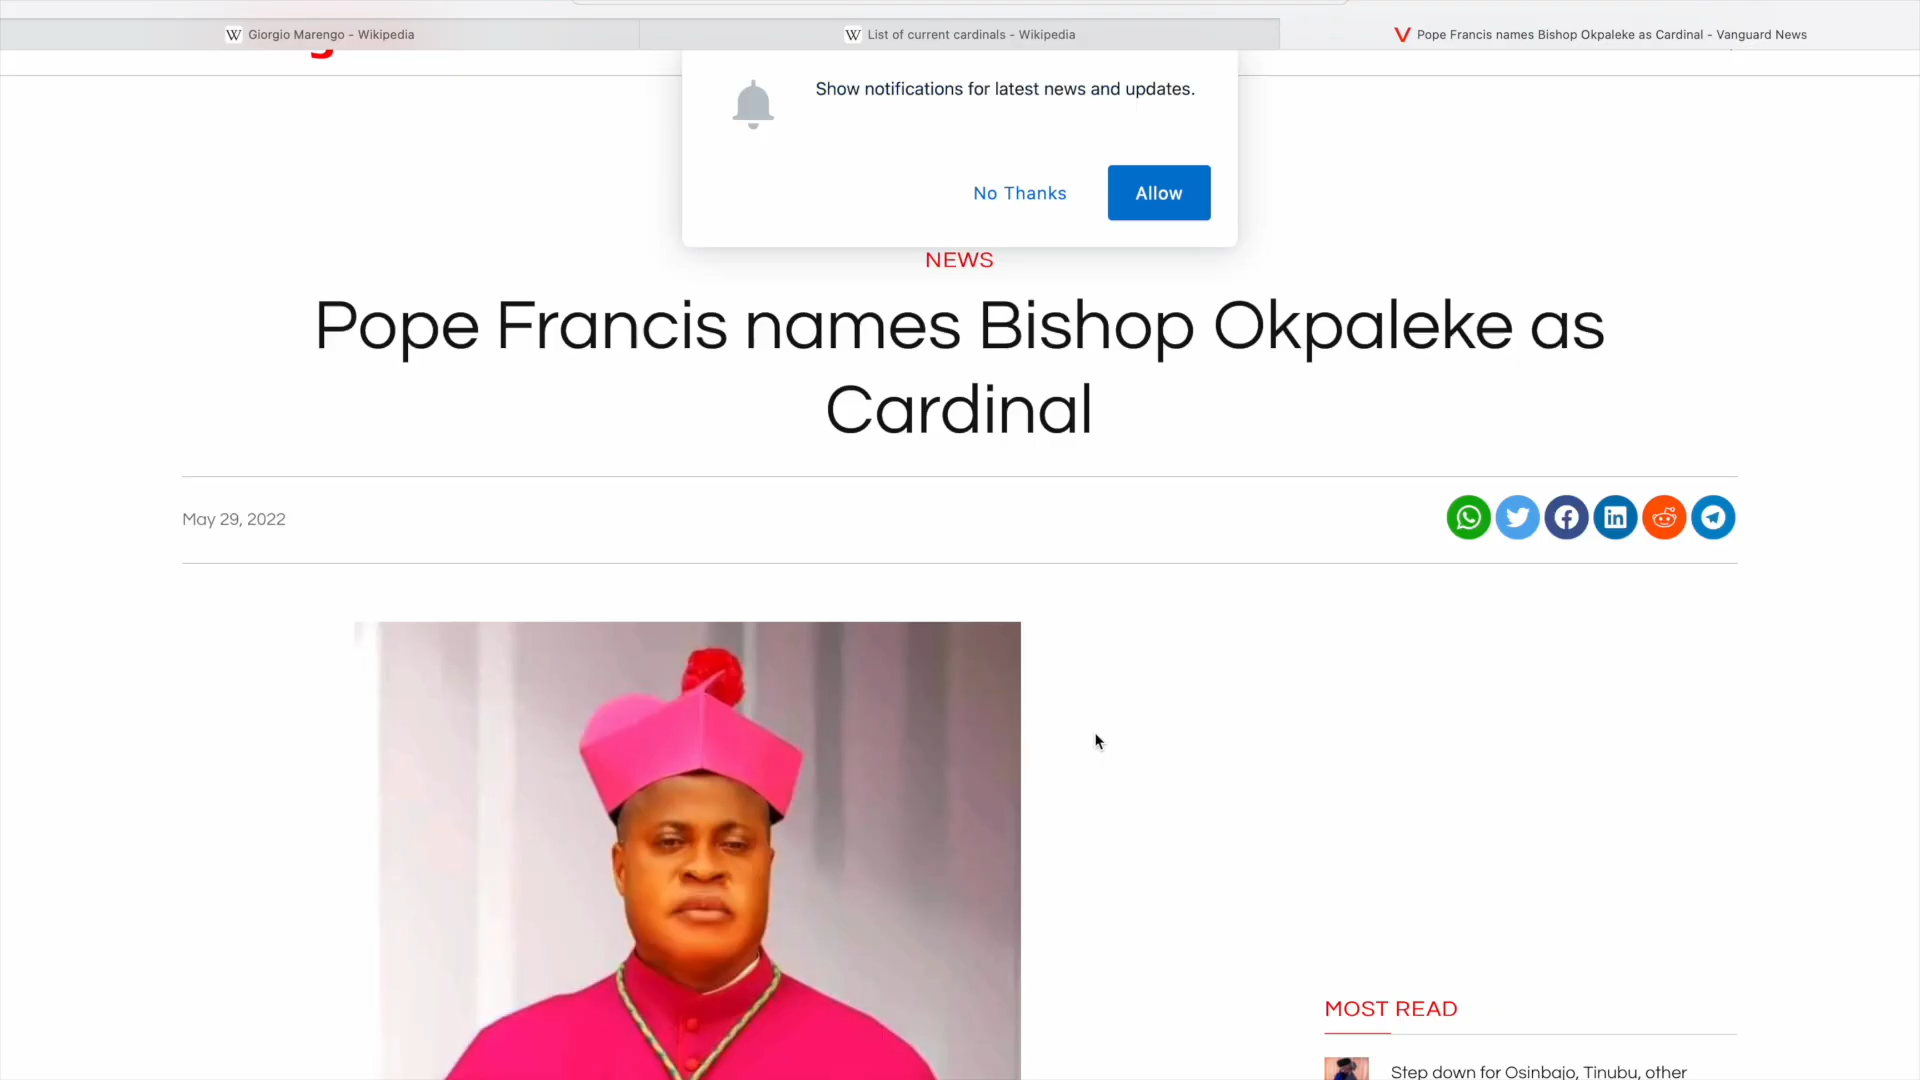 Giorgio Marengo - Wikipedia
List of current cardinals - Wikipedia
Pope Francis names Bishop Okpaleke as Cardinal - Vanguard News
Show notifications for latest news and updates.
No Thanks
Allow
NEWS
Pope Francis names Bishop Okpaleke as
Cardinal
May 29, 2022
MOST READ
Step down for Osinbajo, Tinubu, other